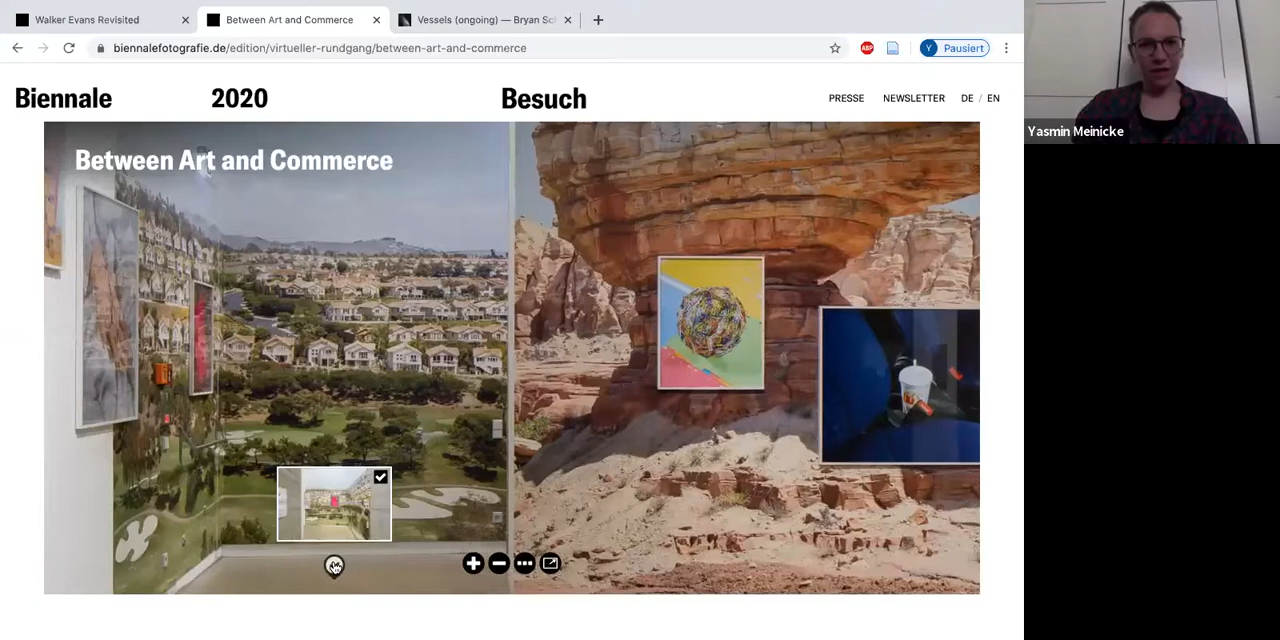 Walker Evans Revisited
Between Art and Commerce
Vessels (ongoing) — Bryan Sc
biennalefotografie.de/edition/virtueller-rundgang/between-art-and-commerce
ABP
Y Pausiert
Biennale 2020 Besuch PRESSE NEWSLETTER DE / EN
Between Art and Commerce
Yasmin Meinicke